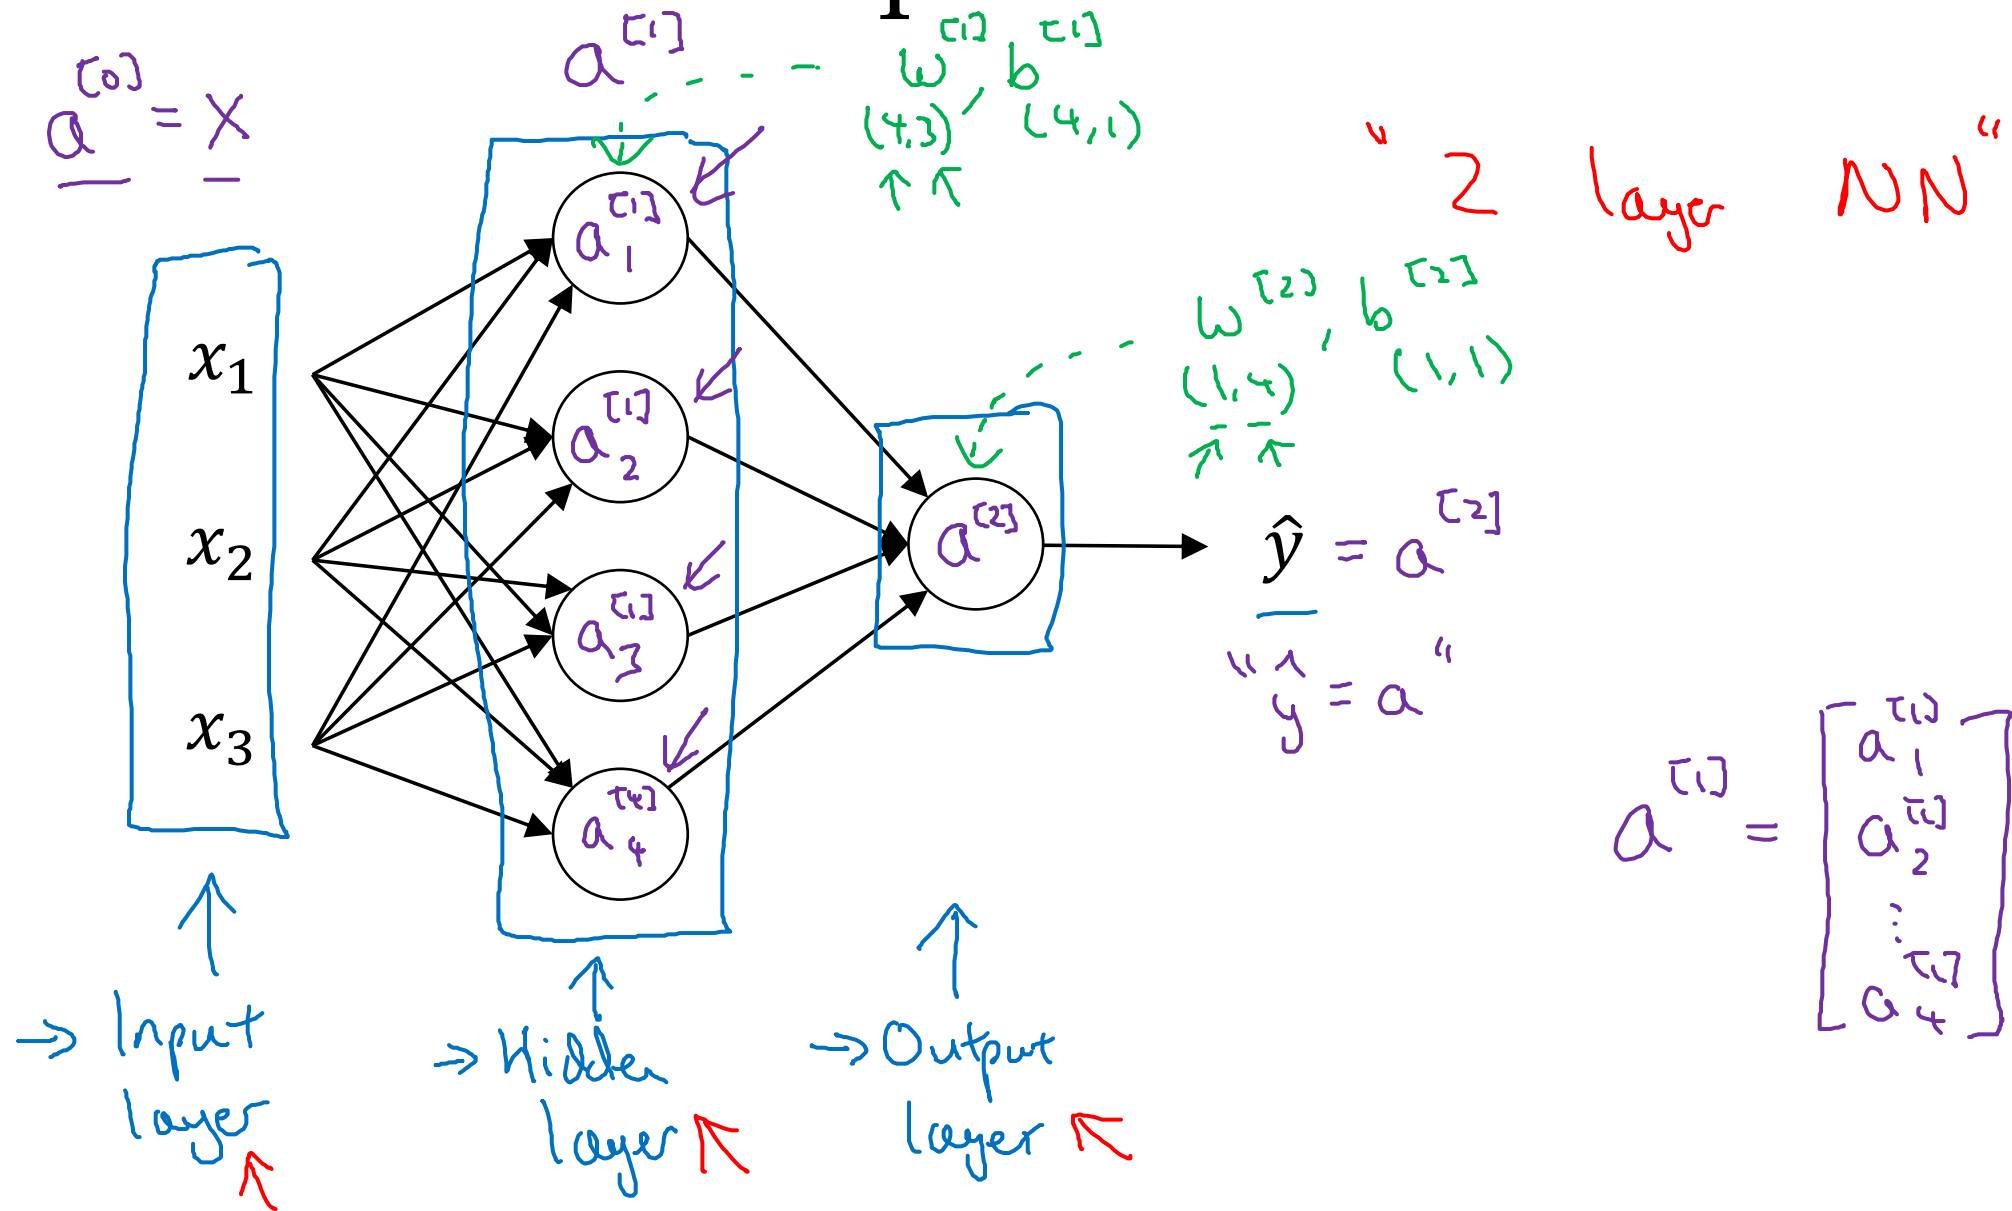 a^[0] = X
a^[1]
w^[1], b^[1]
(4,3) (4,1)
"2 layer NN"
x₁
x₂
x₃
a₁^[1]
a₂^[1]
a₃^[1]
a₄^[4]
a^[2]
w^[2], b^[2]
(1,4) (1,1)
ŷ = a^[2]
"ŷ = a"
a^[1] = [a₁^[1]
a₂^[1]
⋮
a₄^[1]]
→ Input
layer
→ Hidden
layer
→ Output
layer